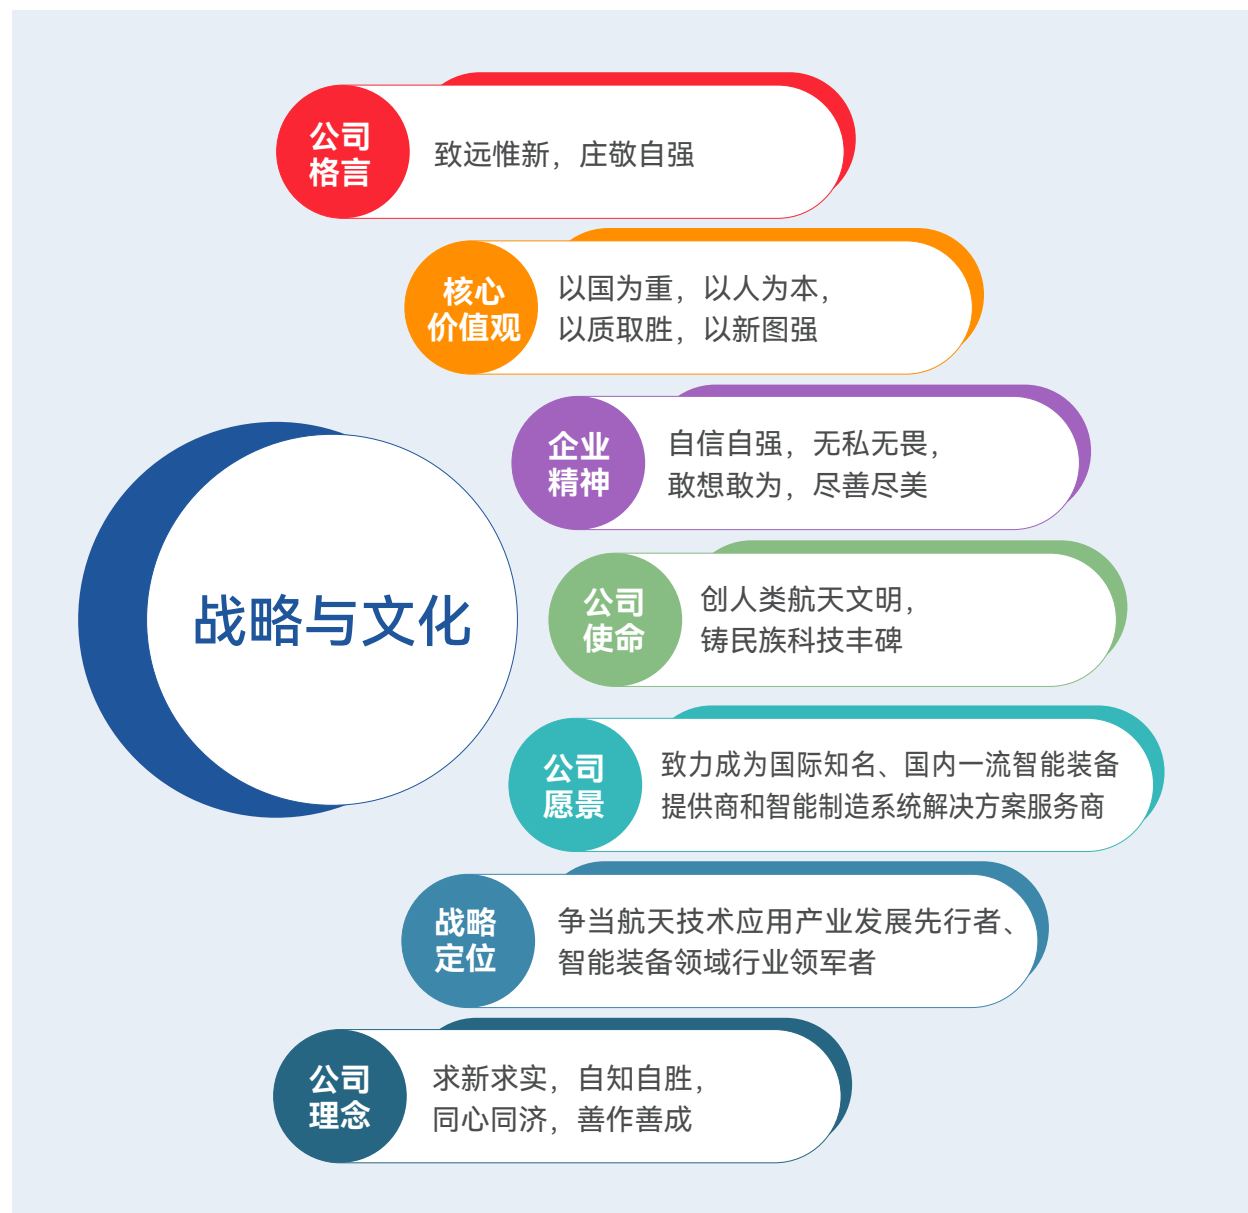 公司
格言
致远惟新，庄敬自强
核心
价值观
以国为重，以人为本，
以质取胜，以新图强
企业
精神
自信自强，无私无畏，
敢想敢为，尽善尽美
战略与文化
公司
使命
创人类航天文明，
铸民族科技丰碑
公司
愿景
致力成为国际知名、国内一流智能装备
提供商和智能制造系统解决方案服务商
战略
定位
争当航天技术应用产业发展先行者、
智能装备领域行业领军者
公司
理念
求新求实，自知自胜，
同心同济，善作善成